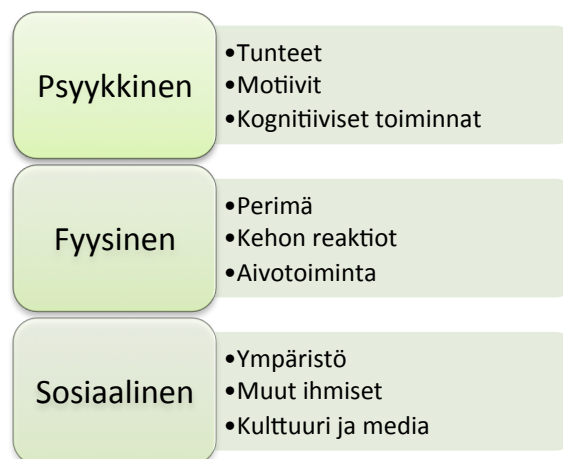 Psyykkinen
•Tunteet
•Motiivit
•Kognitiiviset toiminnat
Fyysinen
•Perimä
•Kehon reaktiot
•Aivotoiminta
Sosiaalinen
•Ympäristö
•Muut ihmiset
•Kulttuuri ja media